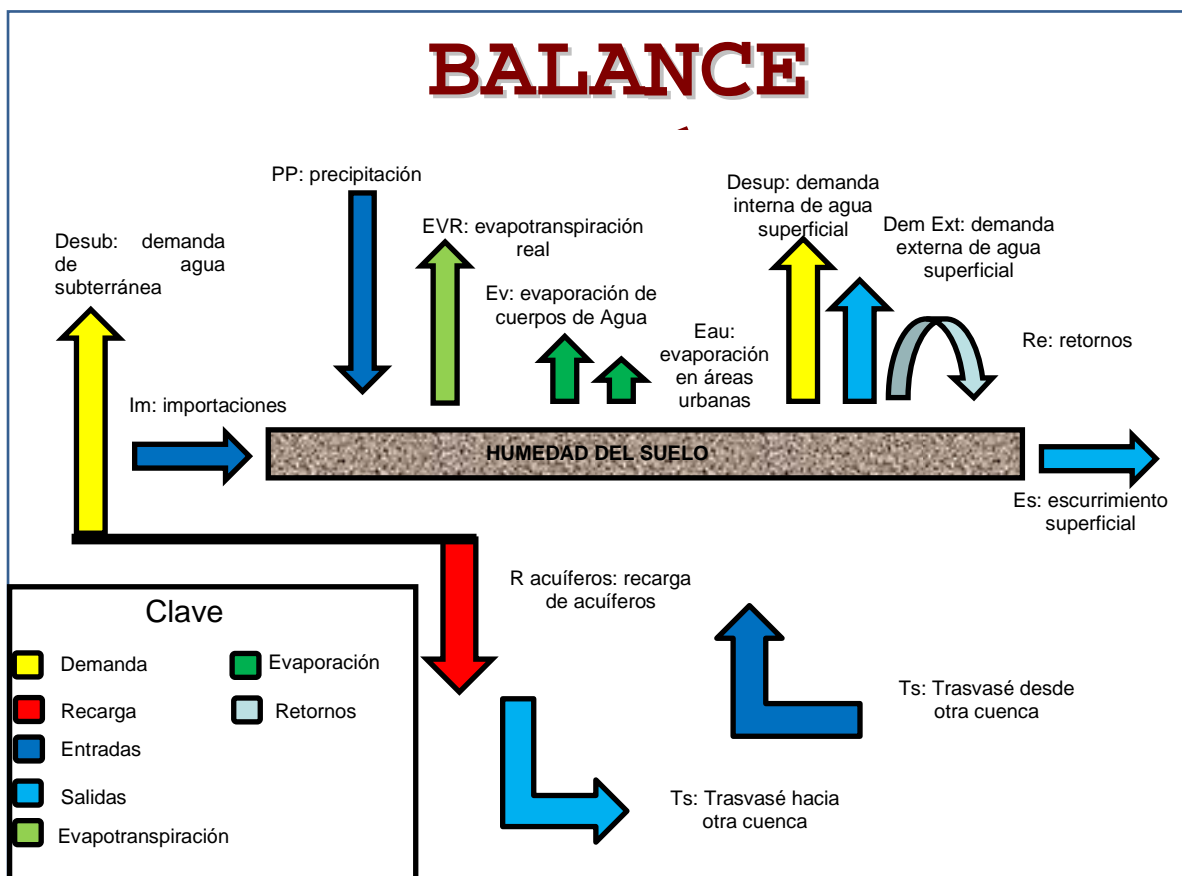 BALANCE
PP: precipitación
Desub: demanda
de agua
subterránea
EVR: evapotranspiración
real
Ev: evaporación de
cuerpos de Agua
Eau:
evaporación
en áreas
urbanas
Desup: demanda
interna de agua
superficial
Dem Ext: demanda
externa de agua
superficial
Re: retornos
Im: importaciones
HUMEDAD DEL SUELO
Es: escurrimiento
superficial
R acuíferos: recarga
de acuíferos
Ts: Trasvasé desde
otra cuenca
Ts: Trasvasé hacia
otra cuenca
Clave
Demanda
Evaporación
Recarga
Retornos
Entradas
Salidas
Evapotranspiración